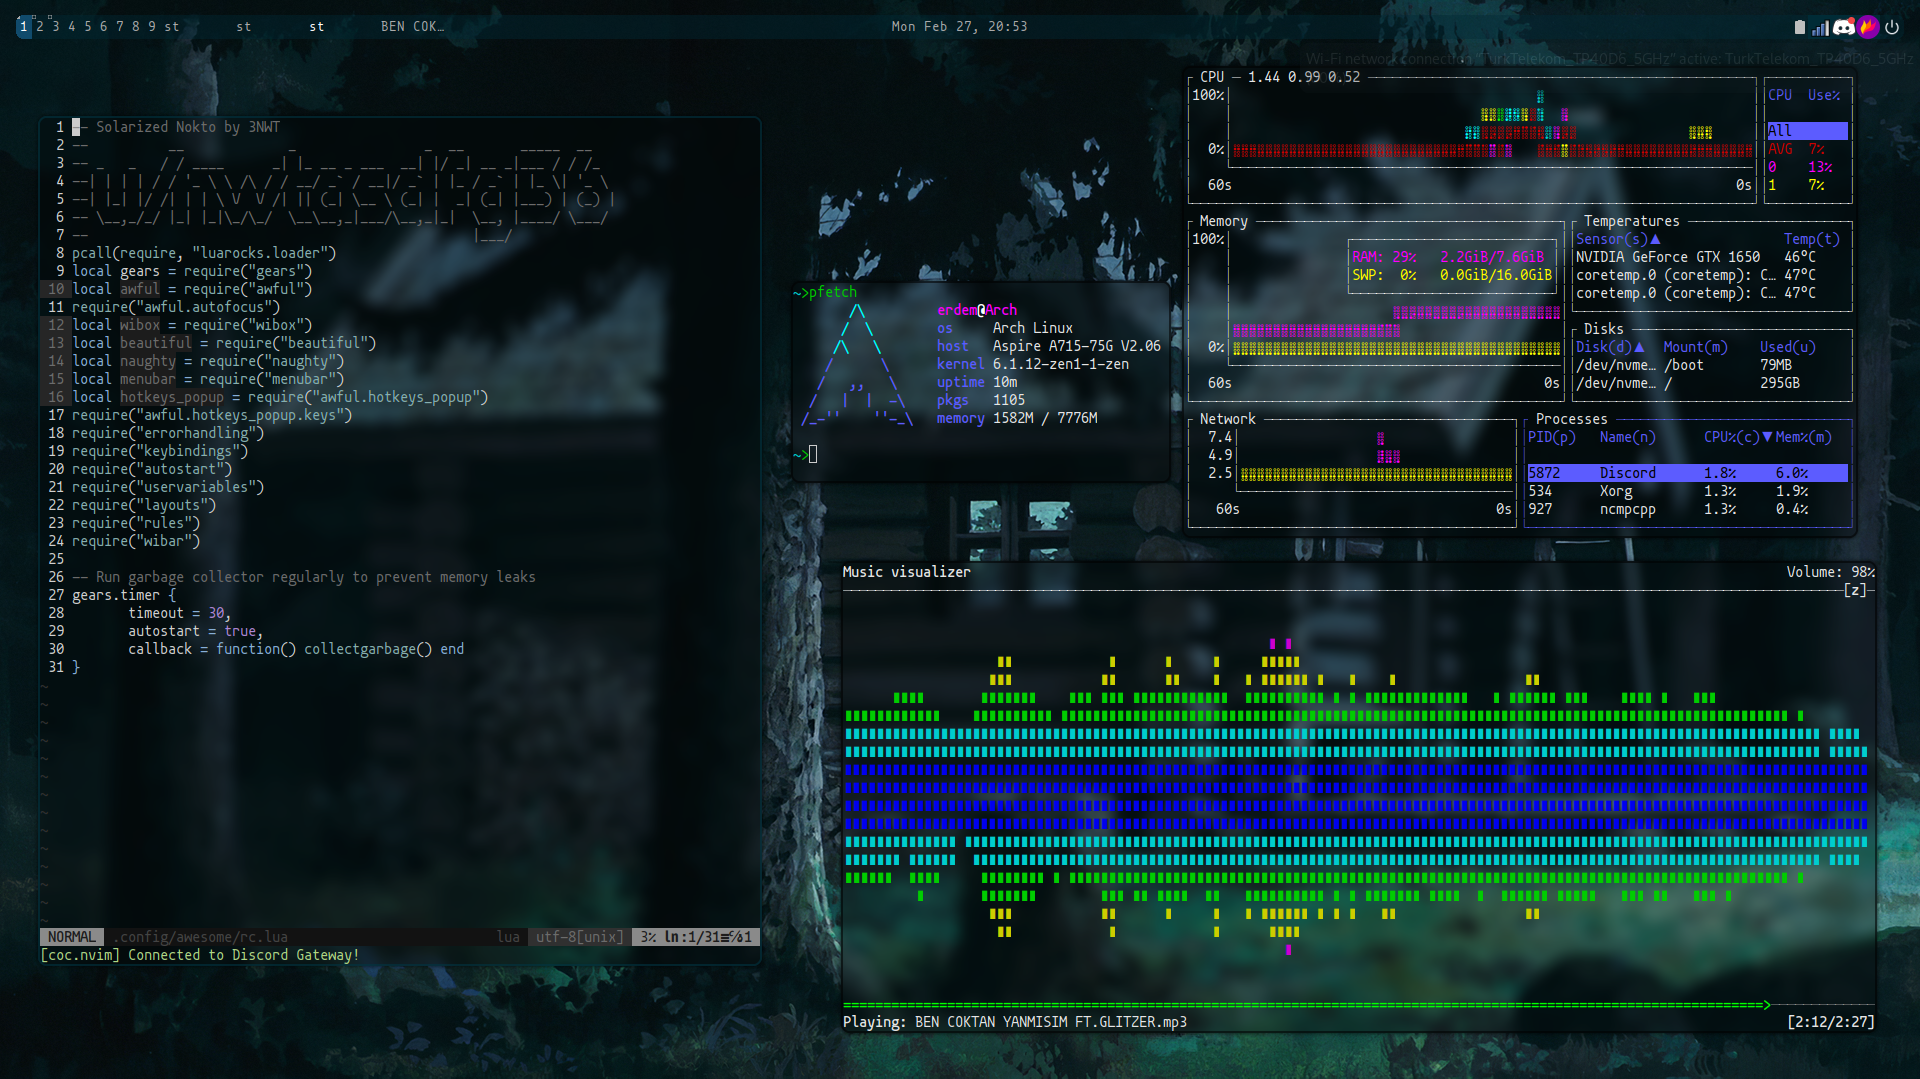 1 2 3 4 5 6 7 8 9 st st st BEN COK…
Mon Feb 27, 20:53
Wi-Fi network connection "TurkTelekom_TP40D6_5GHz" active: TurkTelekom_TP40D6_5GHz
1 -- Solarized Nokto by 3NWT
2 --
3 --
4 --
5 --
6 --
7 --
8 pcall(require, "luarocks.loader")
9 local gears = require("gears")
10 local awful = require("awful")
11 require("awful.autofocus")
12 local wibox = require("wibox")
13 local beautiful = require("beautiful")
14 local naughty = require("naughty")
15 local menubar = require("menubar")
16 local hotkeys_popup = require("awful.hotkeys_popup")
17 require("awful.hotkeys_popup.keys")
18 require("errorhandling")
19 require("keybindings")
20 require("autostart")
21 require("uservariables")
22 require("layouts")
23 require("rules")
24 require("wibar")
25
26 -- Run garbage collector regularly to prevent memory leaks
27 gears.timer {
28 timeout = 30,
29 autostart = true,
30 callback = function() collectgarbage() end
31 }
NORMAL .config/awesome/rc.lua lua utf-8[unix] 3% ln:1/31≡℅1
[coc.nvim] Connected to Discord Gateway!
~>pfetch
erdem@Arch
os Arch Linux
host Aspire A715-75G V2.06
kernel 6.1.12-zen1-1-zen
uptime 10m
pkgs 1105
memory 1582M / 7776M
~>
CPU — 1.44 0.99 0.52
100%
0%
60s 0s
CPU Use%
All
AVG 7%
0 13%
1 7%
Memory
100%
RAM: 29% 2.2GiB/7.6GiB
SWP: 0% 0.0GiB/16.0GiB
0%
60s 0s
Temperatures
Sensor(s)▲ Temp(t)
NVIDIA GeForce GTX 1650 46°C
coretemp.0 (coretemp): C… 47°C
coretemp.0 (coretemp): C… 47°C
Disks
Disk(d)▲ Mount(m) Used(u)
/dev/nvme… /boot 79MB
/dev/nvme… / 295GB
Network
7.4
4.9
2.5
60s 0s
Processes
PID(p) Name(n) CPU%(c)▼ Mem%(m)
5872 Discord 1.8% 6.0%
534 Xorg 1.3% 1.9%
927 ncmpcpp 1.3% 0.4%
Music visualizer Volume: 98%
[z]
Playing: BEN COKTAN YANMISIM FT.GLITZER.mp3 [2:12/2:27]